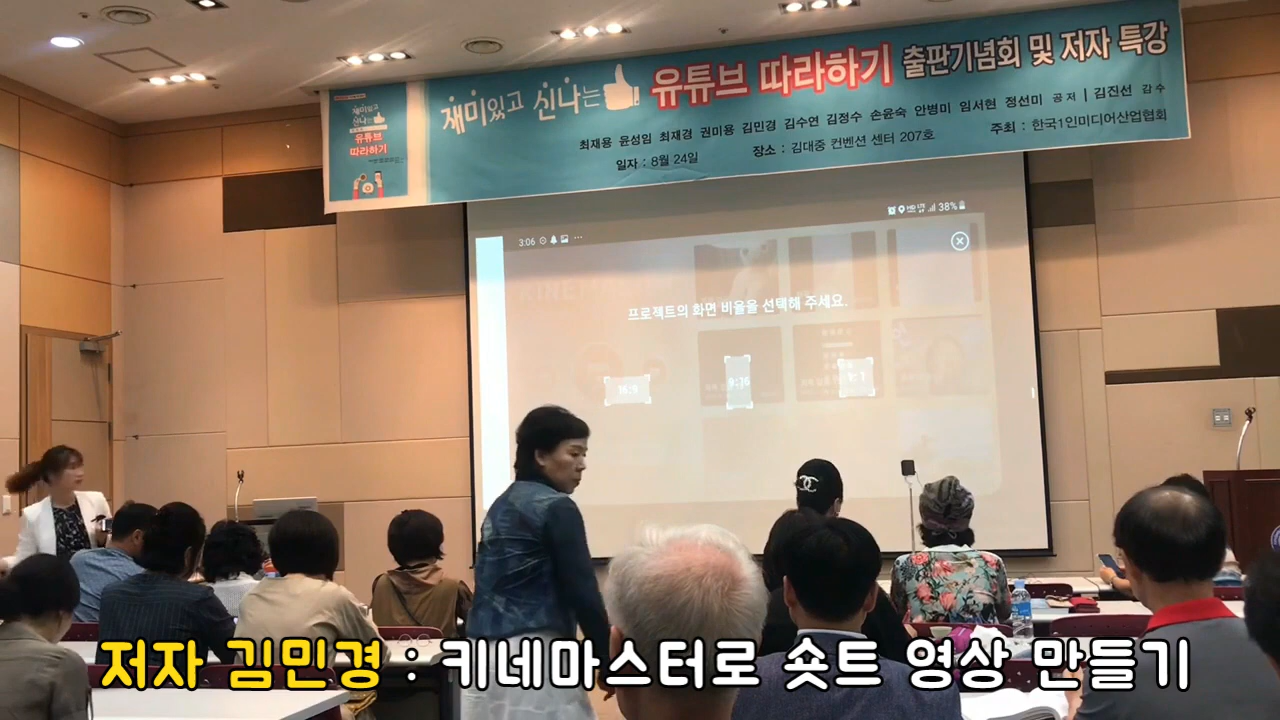 재미있고 신나는 유튜브 따라하기 출판기념회 및 저자 특강
최재용 윤성임 최재경 권미용 김민경 김수연 김정수 손윤숙 안병미 임서현 정선미 공저 | 김진선 감수
일자 : 8월 24일 장소 : 김대중 컨벤션 센터 207호 주최 : 한국1인미디어산업협회
재미있고
신나는
유튜브
따라하기
3:06
38%
프로젝트의 화면 비율을 선택해 주세요.
16:9 9:16 1:1
저자 김민경 : 키네마스터로 숏트 영상 만들기